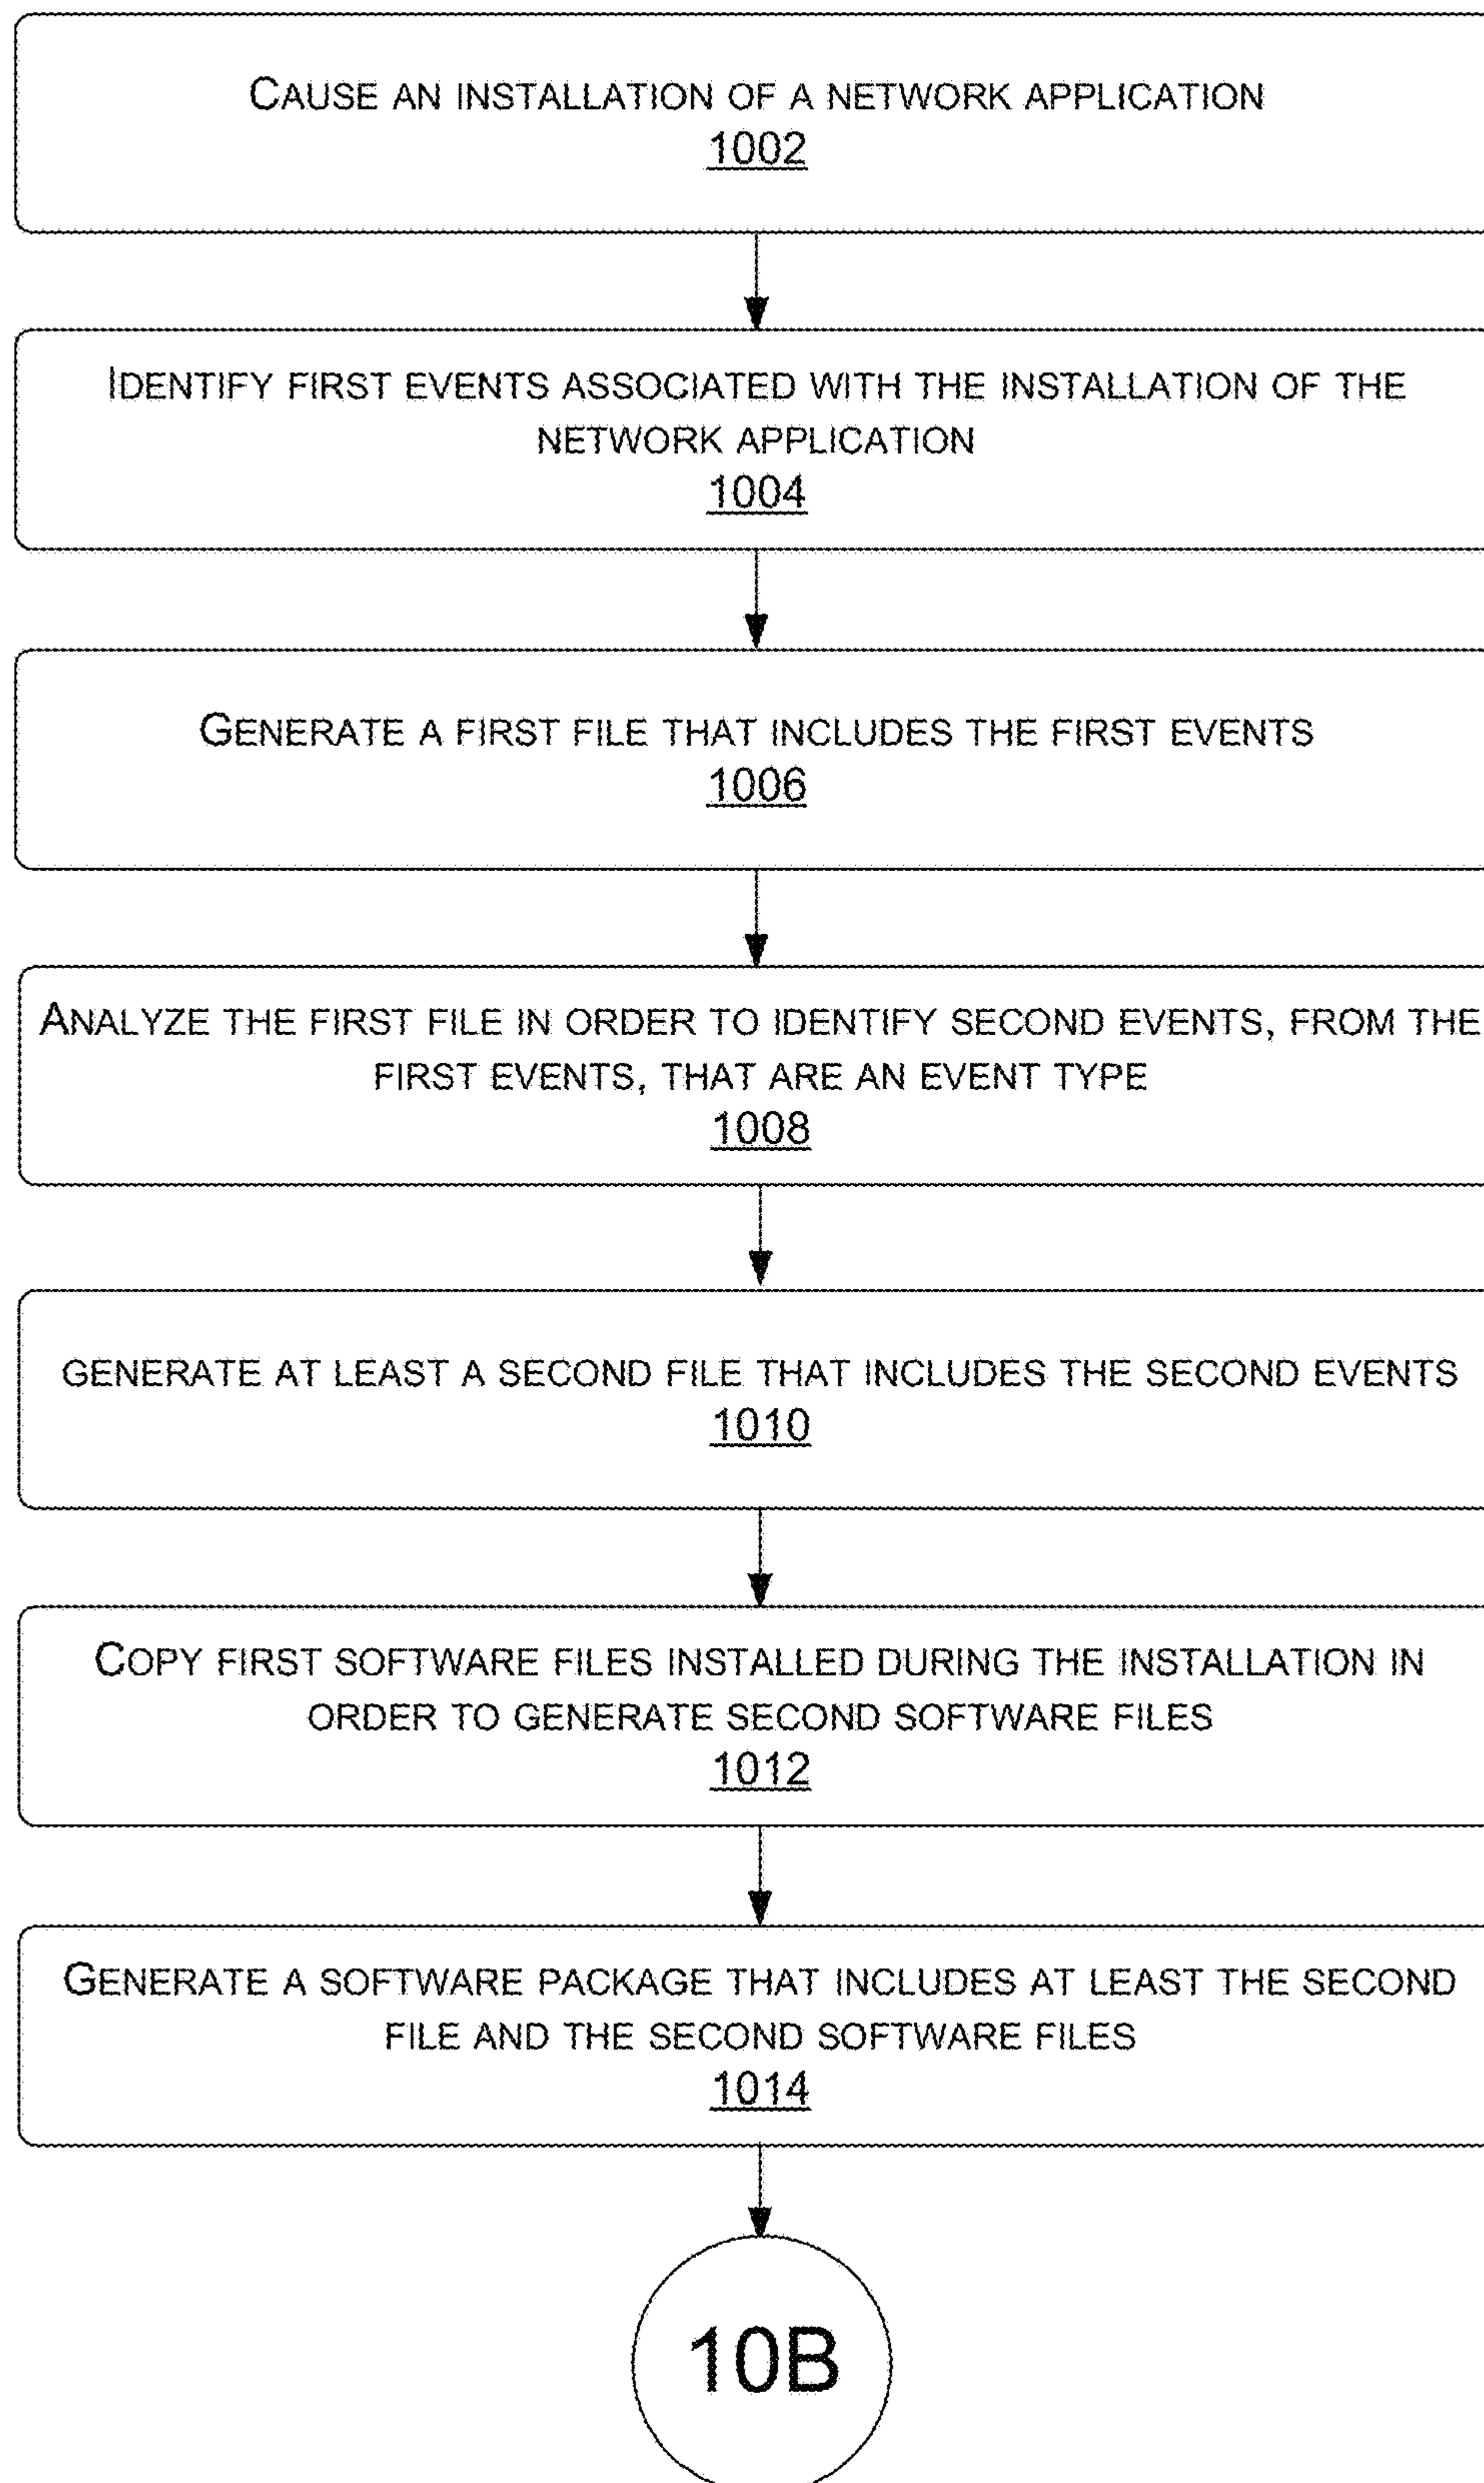 CAUSE AN INSTALLATION OF A NETWORK APPLICATION
1002
IDENTIFY FIRST EVENTS ASSOCIATED WITH THE INSTALLATION OF THE
NETWORK APPLICATION
1004
GENERATE A FIRST FILE THAT INCLUDES THE FIRST EVENTS
1006
ANALYZE THE FIRST FILE IN ORDER TO IDENTIFY SECOND EVENTS, FROM THE
FIRST EVENTS, THAT ARE AN EVENT TYPE
1008
GENERATE AT LEAST A SECOND FILE THAT INCLUDES THE SECOND EVENTS
1010
COPY FIRST SOFTWARE FILES INSTALLED DURING THE INSTALLATION IN
ORDER TO GENERATE SECOND SOFTWARE FILES
1012
GENERATE A SOFTWARE PACKAGE THAT INCLUDES AT LEAST THE SECOND
FILE AND THE SECOND SOFTWARE FILES
1014
10B